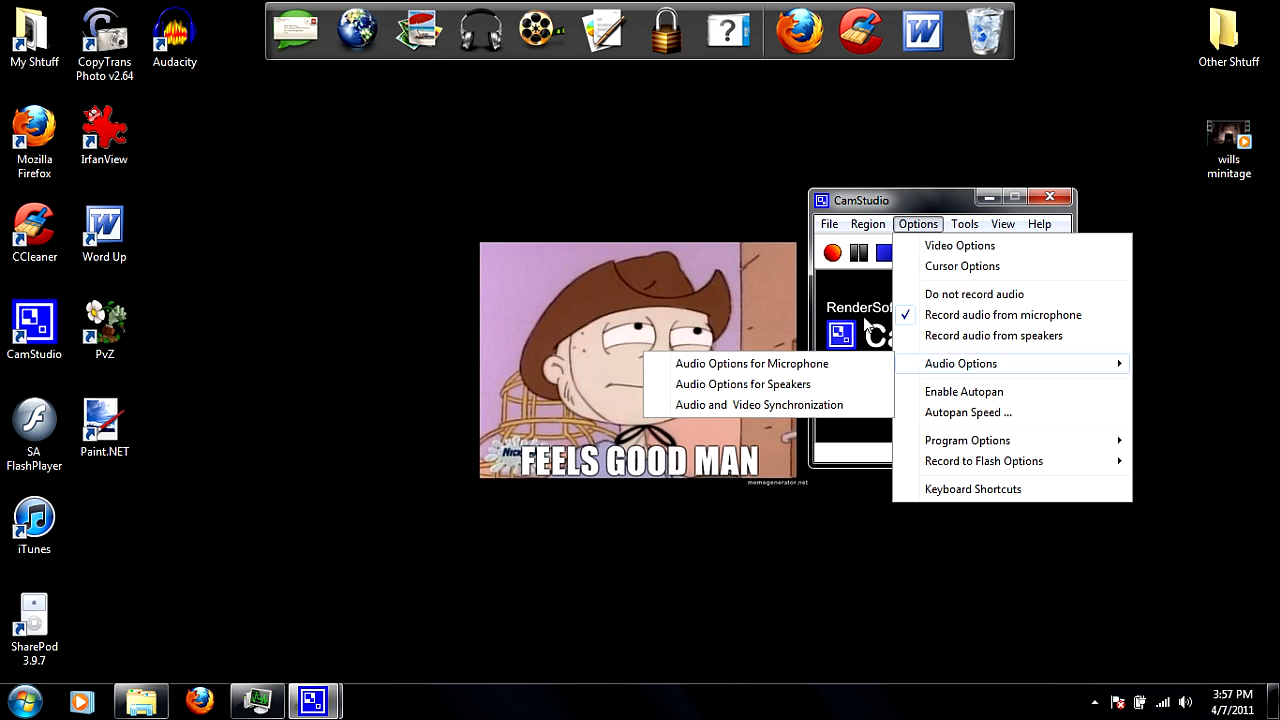 My Stuff
CopyTrans
Photo v2.64
Audacity
Other Shtuff
Mozilla
Firefox
IrfanView
wills
minitage
CCleaner
Word Up
CamStudio
PvZ
SA
FlashPlayer
Paint.NET
iTunes
SharePod
3.9.7
CamStudio
File Region Options Tools View Help
RenderSof
Ca
Video Options
Cursor Options
Do not record audio
Record audio from microphone
Record audio from speakers
Audio Options
Enable Autopan
Autopan Speed ...
Program Options
Record to Flash Options
Keyboard Shortcuts
Audio Options for Microphone
Audio Options for Speakers
Audio and Video Synchronization
FEELS GOOD MAN
memegenerator.net
3:57 PM
4/7/2011